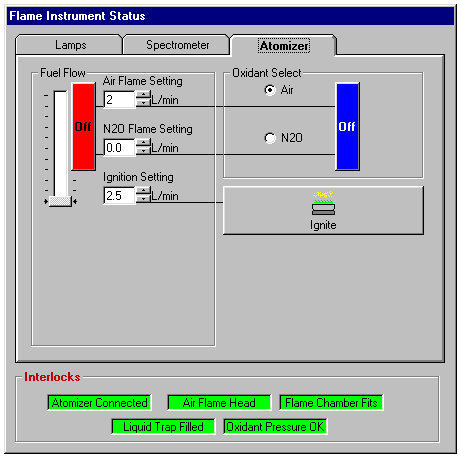 Flame Instrument Status
Lamps Spectrometer Atomizer
Fuel Flow
Oxidant Select
Air Flame Setting
2 L/min
Off
N2O Flame Setting
0.0 L/min
Ignition Setting
2.5 L/min
Air
N2O
Off
Ignite
Interlocks
Atomizer Connected Air Flame Head Flame Chamber Fits
Liquid Trap Filled Oxidant Pressure OK